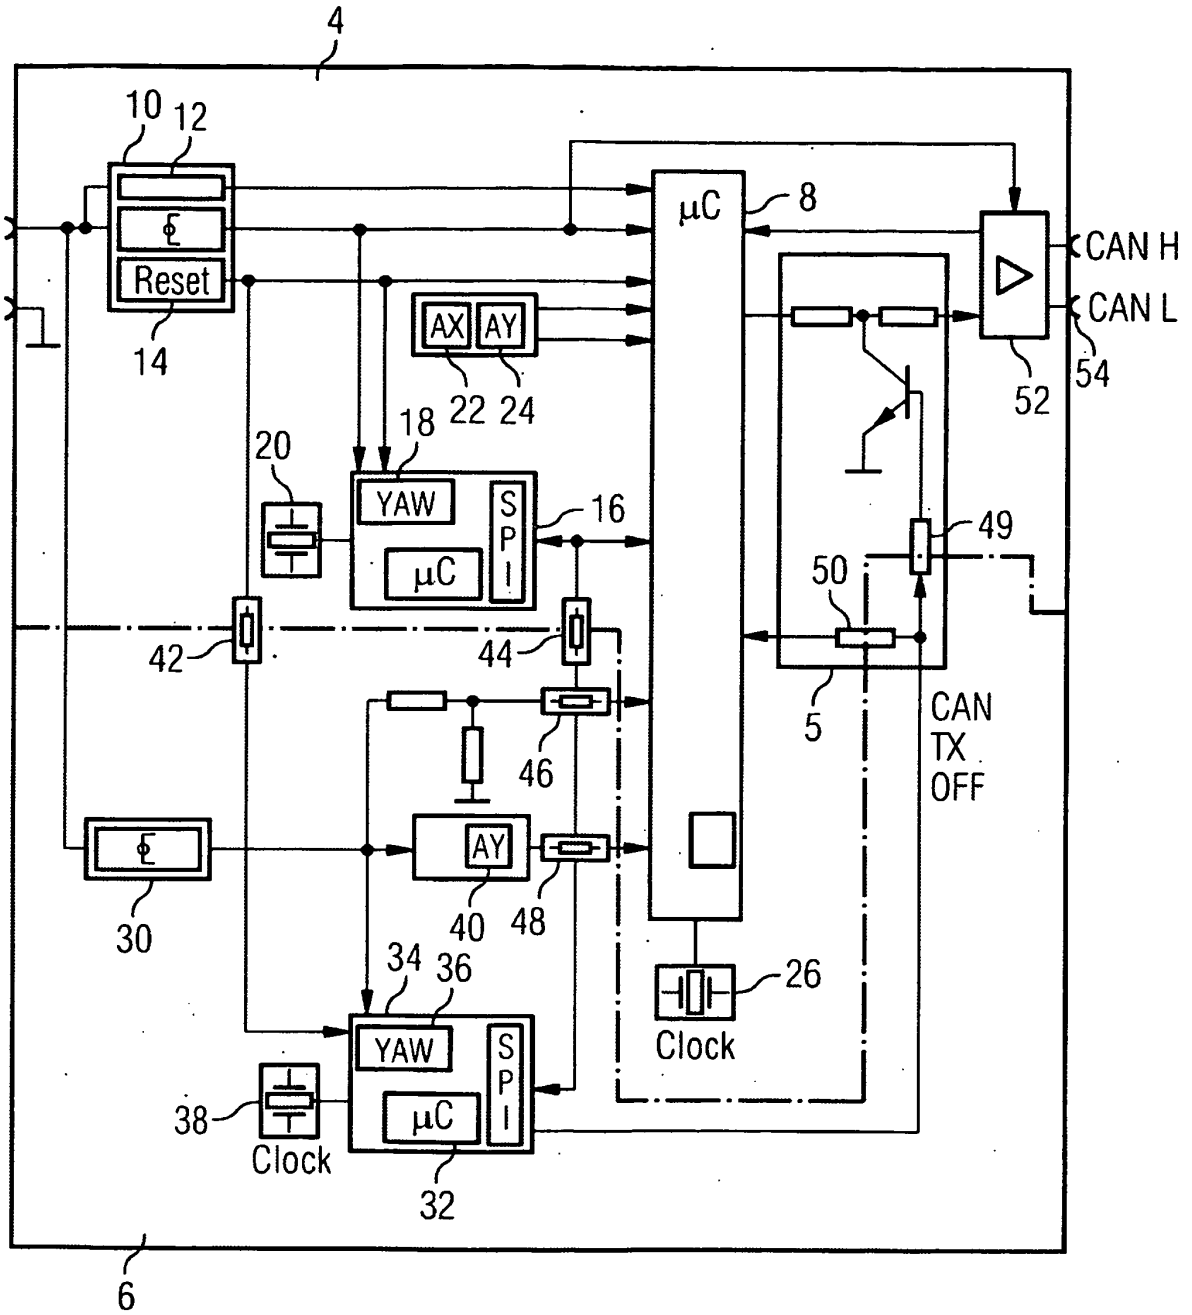 4
10
12
μC
8
CAN H
Reset
CAN L
14
AX
AY
22
24
52
54
18
20
YAW
S
P
I
16
μC
49
50
42
44
5
CAN
TX
OFF
46
AY
30
40
48
34
36
26
YAW
S
P
I
Clock
38
μC
Clock
32
6